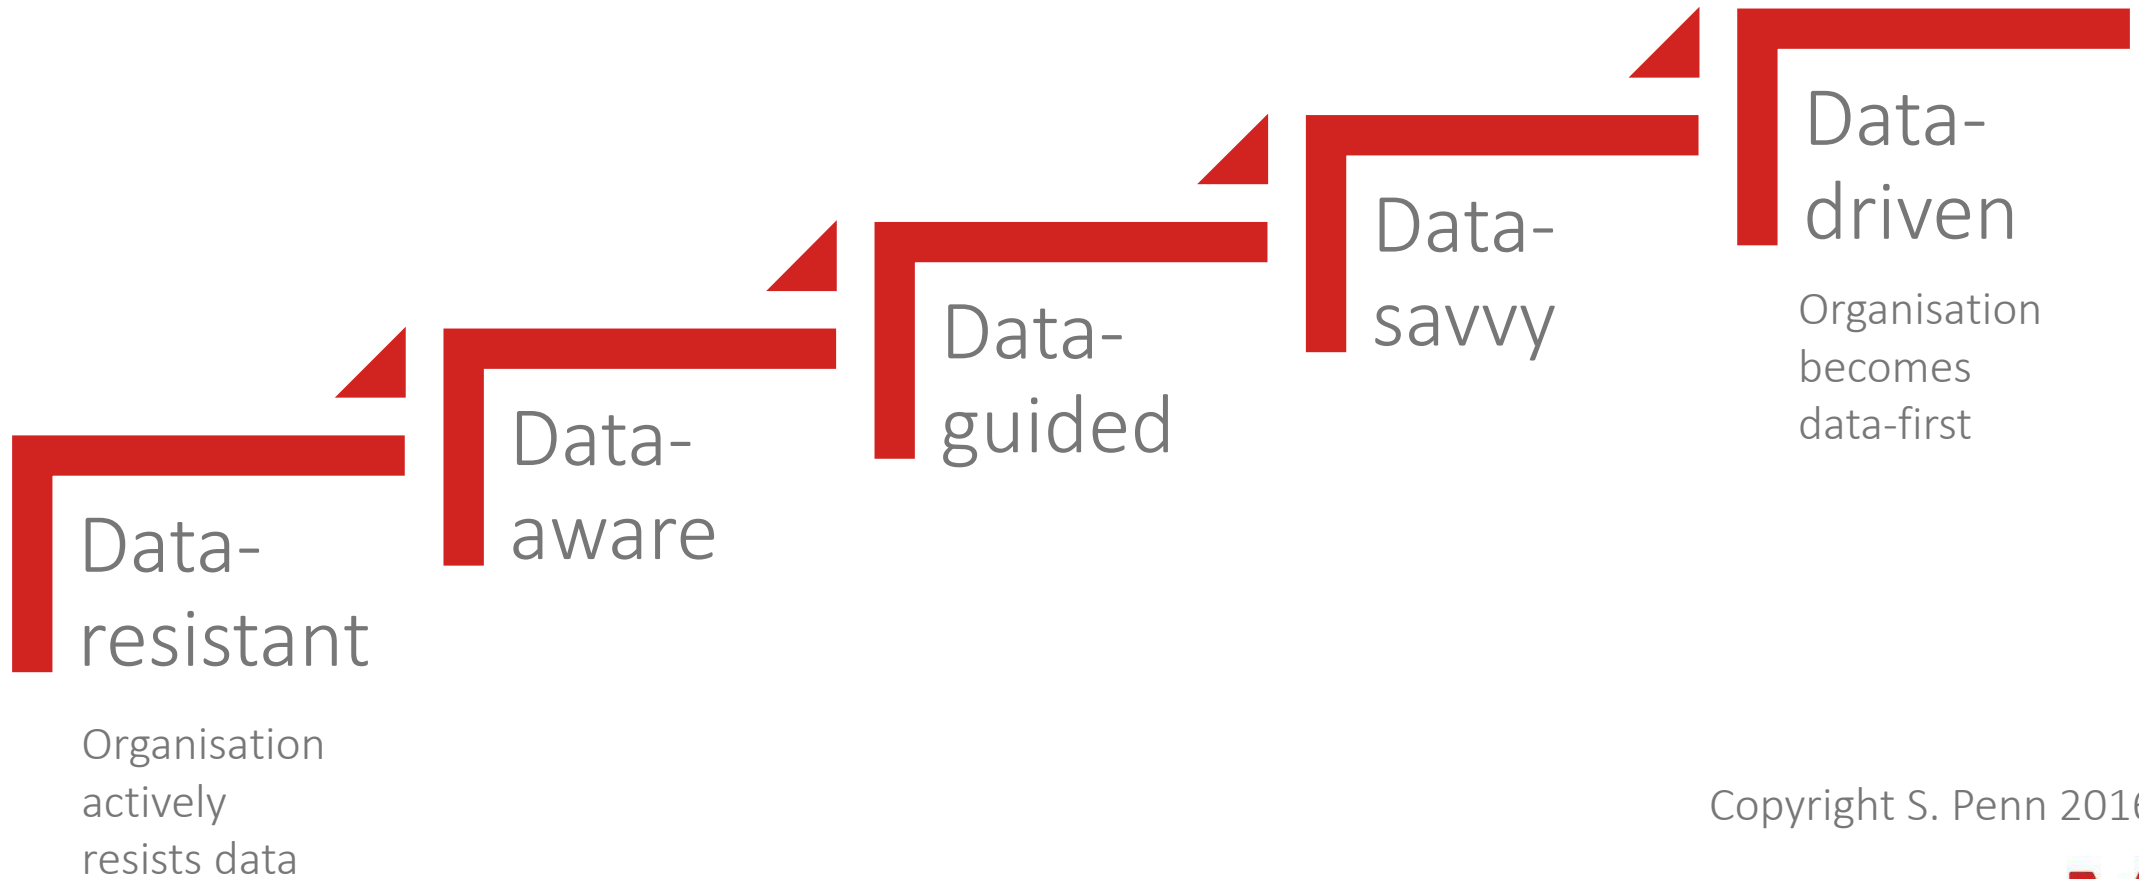 Data-
resistant
Organisation
actively
resists data
Data-
aware
Data-
guided
Data-
savvy
Data-
driven
Organisation
becomes
data-first
Copyright S. Penn 2016